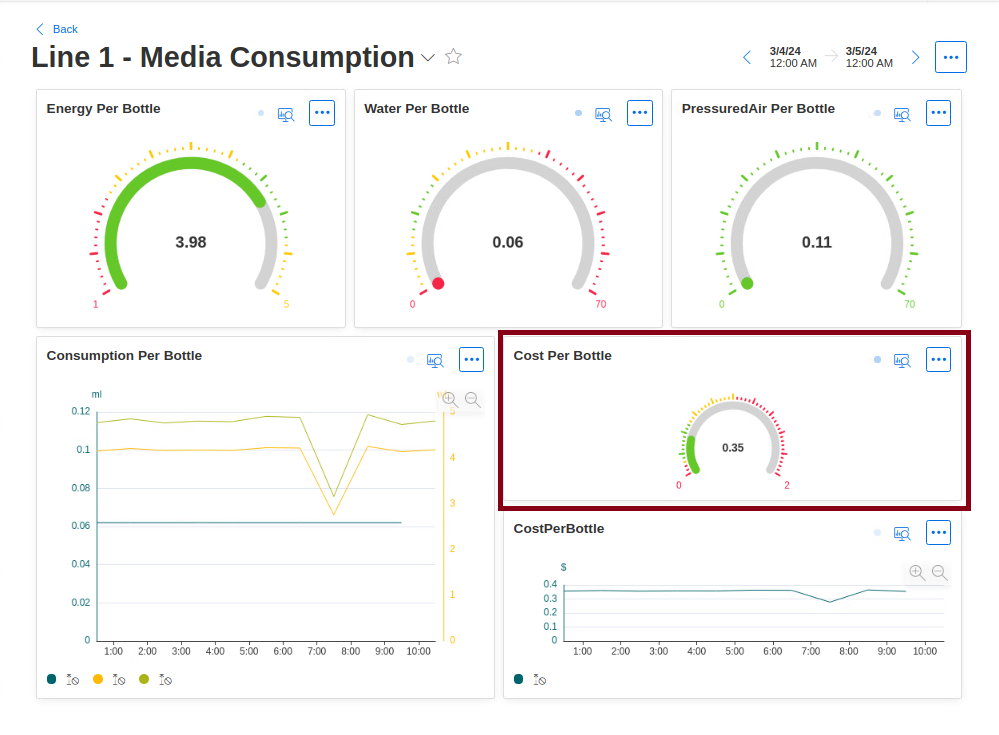 Back
Line 1 - Media Consumption
3/4/24
12:00 AM
3/5/24
12:00 AM
Energy Per Bottle
3.98
1
5
Water Per Bottle
0.06
0
70
PressuredAir Per Bottle
0.11
0
70
Consumption Per Bottle
ml
0.12
0.1
0.08
0.06
0.04
0.02
0
5
4
3
2
1
0
1:00 2:00 3:00 4:00 5:00 6:00 7:00 8:00 9:00 10:00
Cost Per Bottle
0.35
0
2
CostPerBottle
$
0.4
0.3
0.2
0.1
0
1:00 2:00 3:00 4:00 5:00 6:00 7:00 8:00 9:00 10:00